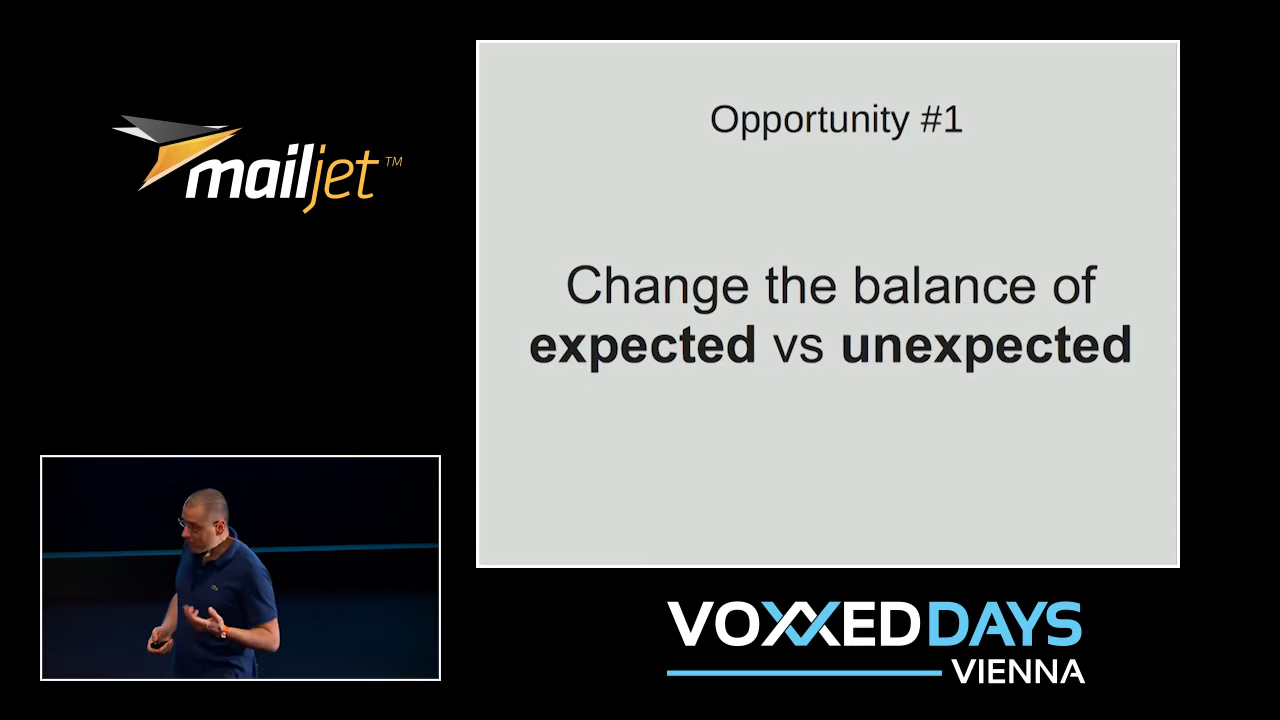 mailjet™
Opportunity #1
Change the balance of
expected vs unexpected
VOXXEDDAYS
VIENNA